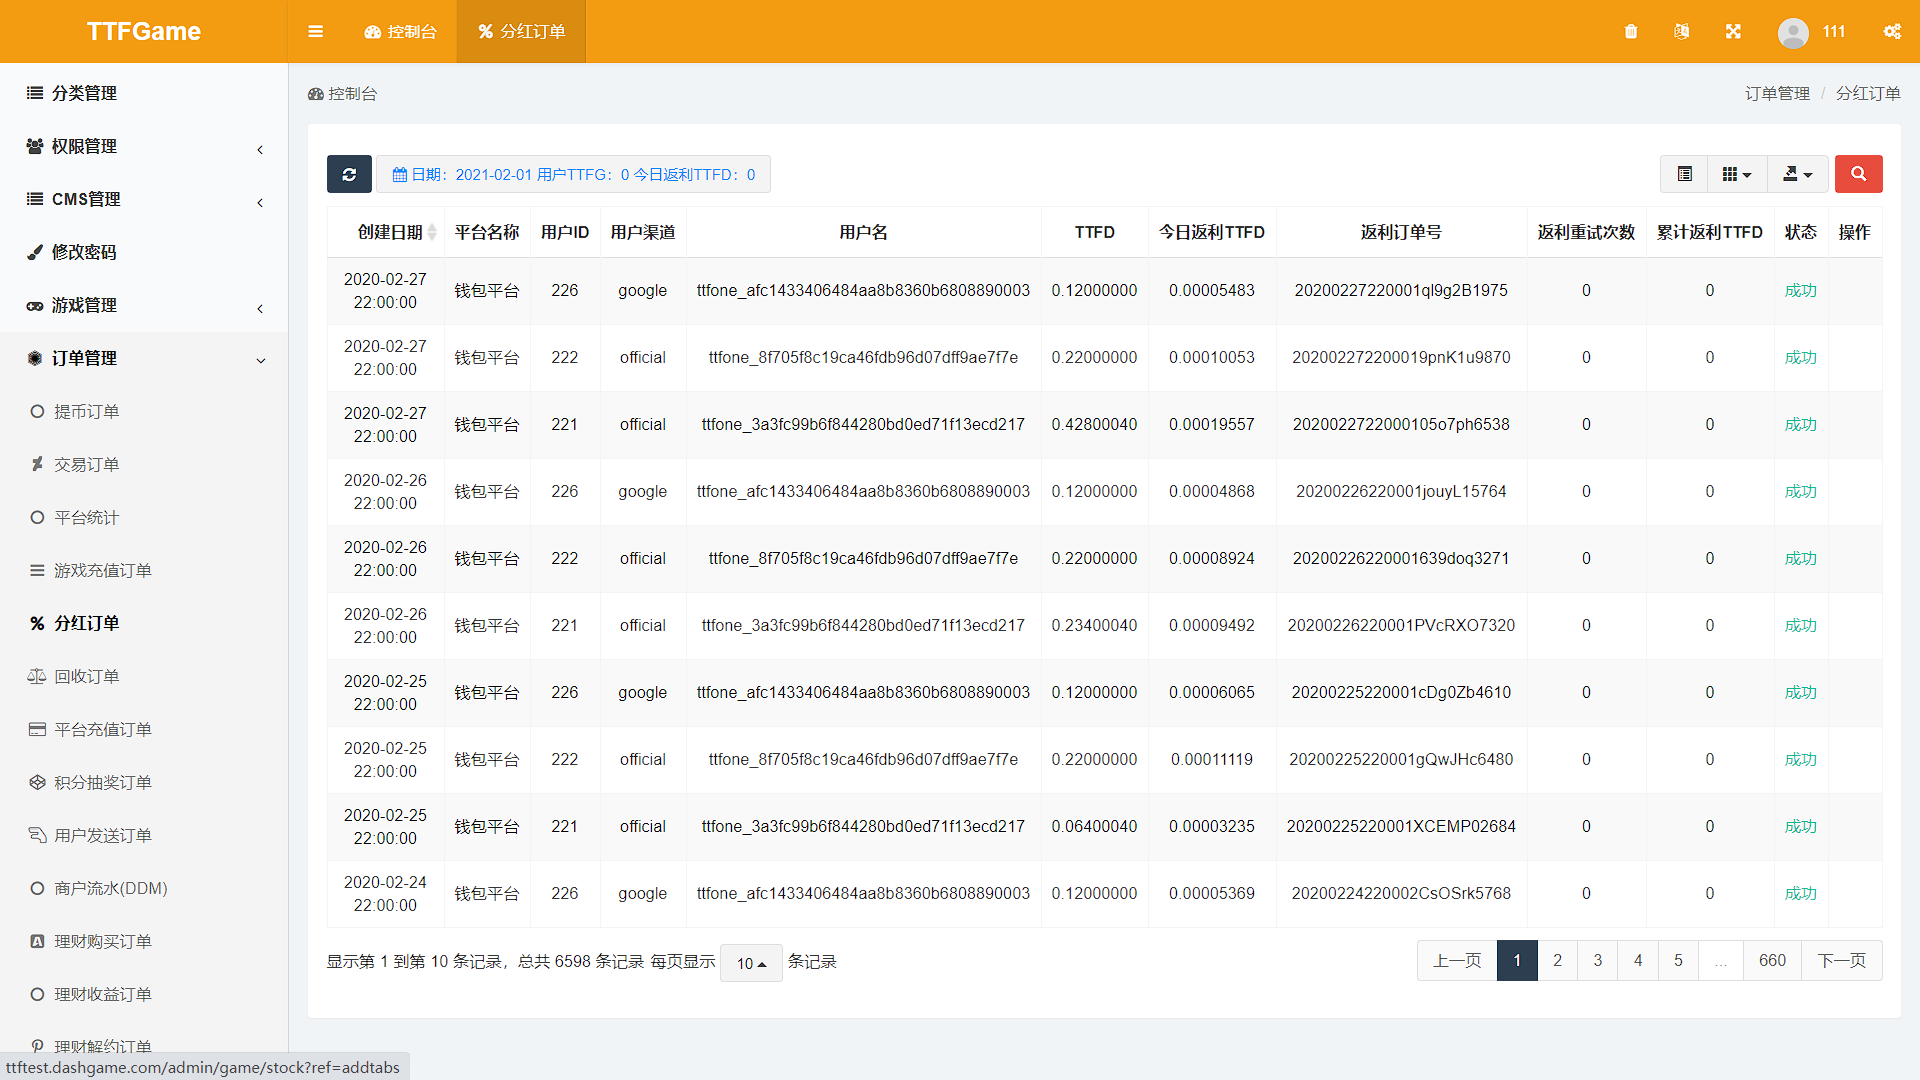 TTFGame
控制台
分红订单
111
分类管理
权限管理
CMS管理
修改密码
游戏管理
订单管理
提币订单
交易订单
平台统计
游戏充值订单
分红订单
回收订单
平台充值订单
积分抽奖订单
用户发送订单
商户流水(DDM)
理财购买订单
理财收益订单
理财解约订单
ttftest.dashgame.com/admin/game/stock?ref=addtabs
控制台
订单管理 / 分红订单
日期：2021-02-01 用户TTFG：0 今日返利TTFD：0
创建日期 平台名称 用户ID 用户渠道 用户名 TTFD 今日返利TTFD 返利订单号 返利重试次数 累计返利TTFD 状态 操作
2020-02-27 22:00:00 钱包平台 226 google ttfone_afc1433406484aa8b8360b6808890003 0.12000000 0.00005483 20200227220001ql9g2B1975 0 0 成功
2020-02-27 22:00:00 钱包平台 222 official ttfone_8f705f8c19ca46fdb96d07dff9ae7f7e 0.22000000 0.00010053 202002272200019pnK1u9870 0 0 成功
2020-02-27 22:00:00 钱包平台 221 official ttfone_3a3fc99b6f844280bd0ed71f13ecd217 0.42800040 0.00019557 2020022722000105o7ph6538 0 0 成功
2020-02-26 22:00:00 钱包平台 226 google ttfone_afc1433406484aa8b8360b6808890003 0.12000000 0.00004868 20200226220001jouyL15764 0 0 成功
2020-02-26 22:00:00 钱包平台 222 official ttfone_8f705f8c19ca46fdb96d07dff9ae7f7e 0.22000000 0.00008924 20200226220001639doq3271 0 0 成功
2020-02-26 22:00:00 钱包平台 221 official ttfone_3a3fc99b6f844280bd0ed71f13ecd217 0.23400040 0.00009492 20200226220001PVcRXO7320 0 0 成功
2020-02-25 22:00:00 钱包平台 226 google ttfone_afc1433406484aa8b8360b6808890003 0.12000000 0.00006065 20200225220001cDg0Zb4610 0 0 成功
2020-02-25 22:00:00 钱包平台 222 official ttfone_8f705f8c19ca46fdb96d07dff9ae7f7e 0.22000000 0.00011119 20200225220001gQwJHc6480 0 0 成功
2020-02-25 22:00:00 钱包平台 221 official ttfone_3a3fc99b6f844280bd0ed71f13ecd217 0.06400040 0.00003235 20200225220001XCEMP02684 0 0 成功
2020-02-24 22:00:00 钱包平台 226 google ttfone_afc1433406484aa8b8360b6808890003 0.12000000 0.00005369 20200224220002CsOSrk5768 0 0 成功
显示第 1 到第 10 条记录，总共 6598 条记录 每页显示 10 条记录
上一页 1 2 3 4 5 ... 660 下一页